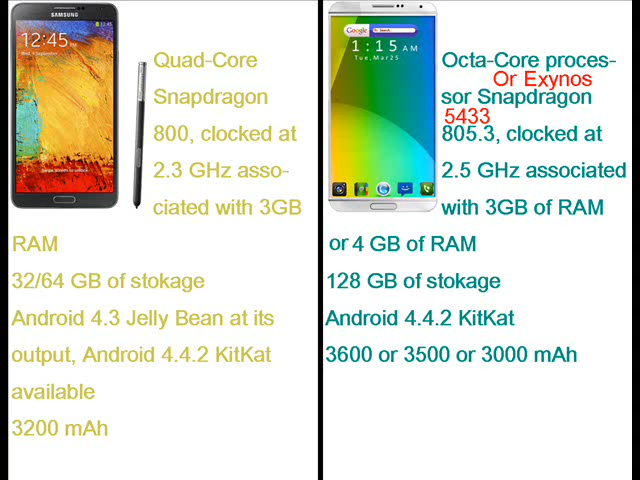 SAMSUNG
12:45
Quad-Core
Snapdragon
800, clocked at
2.3 GHz asso-
ciated with 3GB
RAM
32/64 GB of stokage
Android 4.3 Jelly Bean at its
output, Android 4.4.2 KitKat
available
3200 mAh
Google
1:15 AM
Tue, Mar 25
Octa-Core proces-
Or Exynos
sor Snapdragon
5433
805.3, clocked at
2.5 GHz associated
with 3GB of RAM
or 4 GB of RAM
128 GB of stokage
Android 4.4.2 KitKat
3600 or 3500 or 3000 mAh